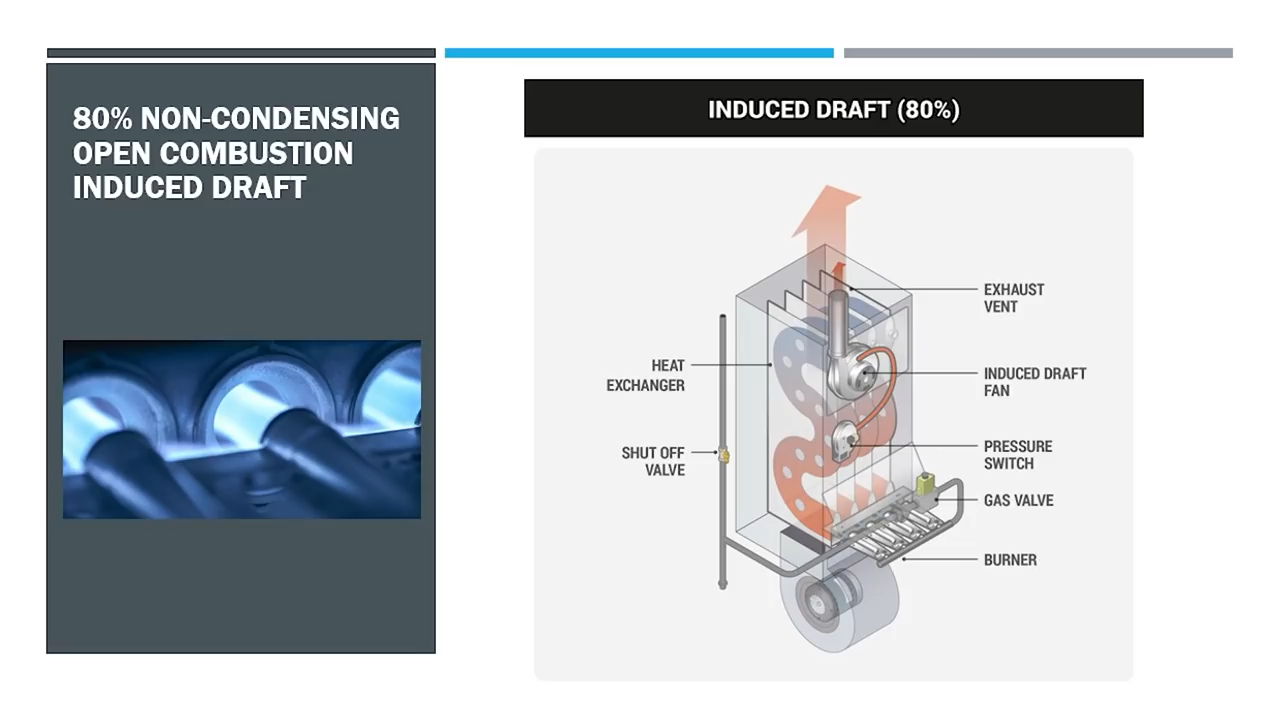 80% NON-CONDENSING
OPEN COMBUSTION
INDUCED DRAFT
INDUCED DRAFT (80%)
EXHAUST
VENT
HEAT
EXCHANGER
INDUCED DRAFT
FAN
SHUT OFF
VALVE
PRESSURE
SWITCH
GAS VALVE
BURNER